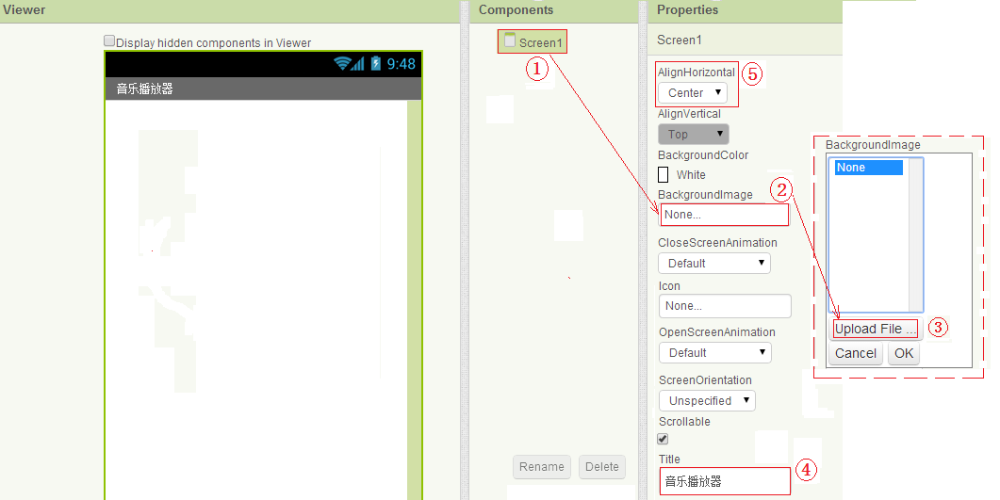 Viewer
Display hidden components in Viewer
9:48
音乐播放器
Components
Screen1
①
Rename
Delete
Properties
Screen1
AlignHorizontal
⑤
Center
AlignVertical
Top
BackgroundColor
White
BackgroundImage
②
None...
CloseScreenAnimation
Default
Icon
None...
OpenScreenAnimation
Default
ScreenOrientation
Unspecified
Scrollable
Title
④
音乐播放器
BackgroundImage
None
Upload File ...
③
Cancel
OK